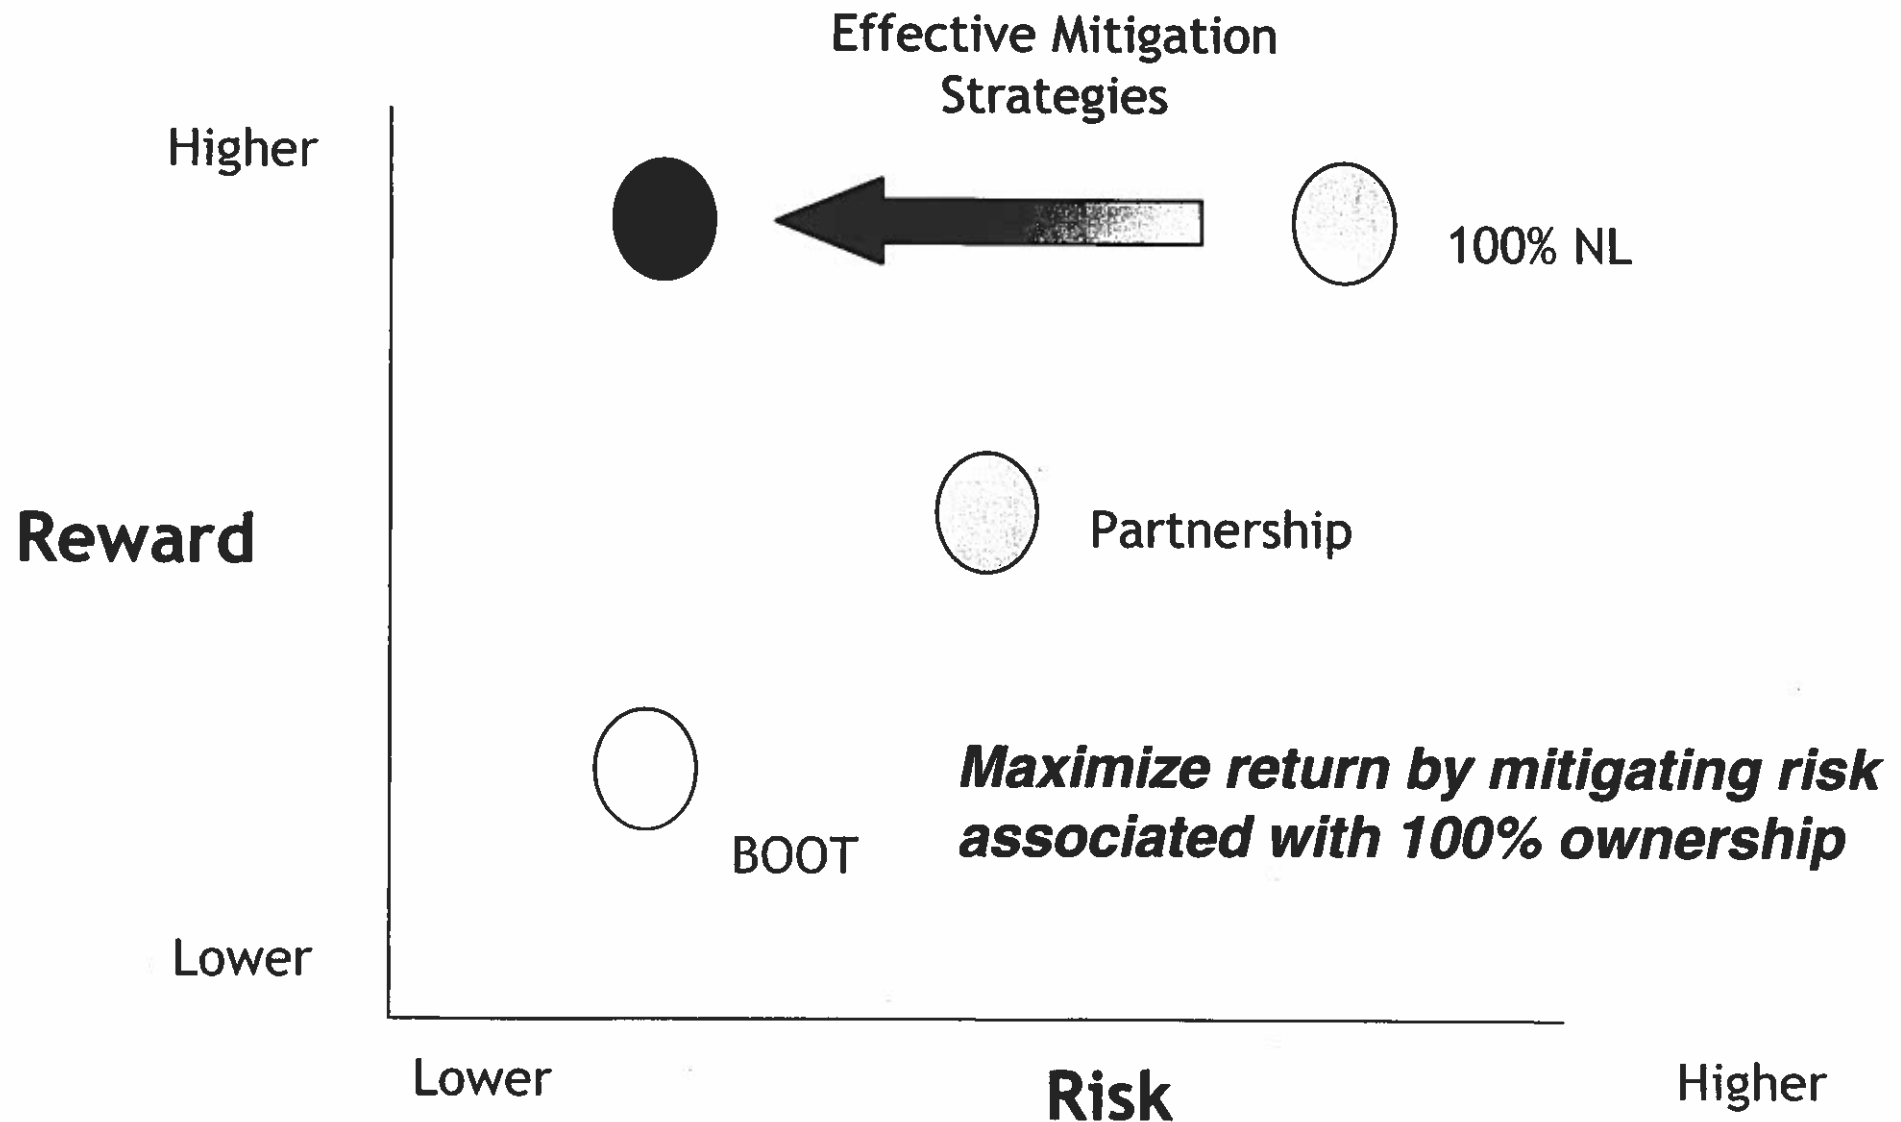 Effective Mitigation
Strategies
Higher
100% NL
Reward
Partnership
Maximize return by mitigating risk
associated with 100% ownership
BOOT
Lower
Lower
Risk
Higher